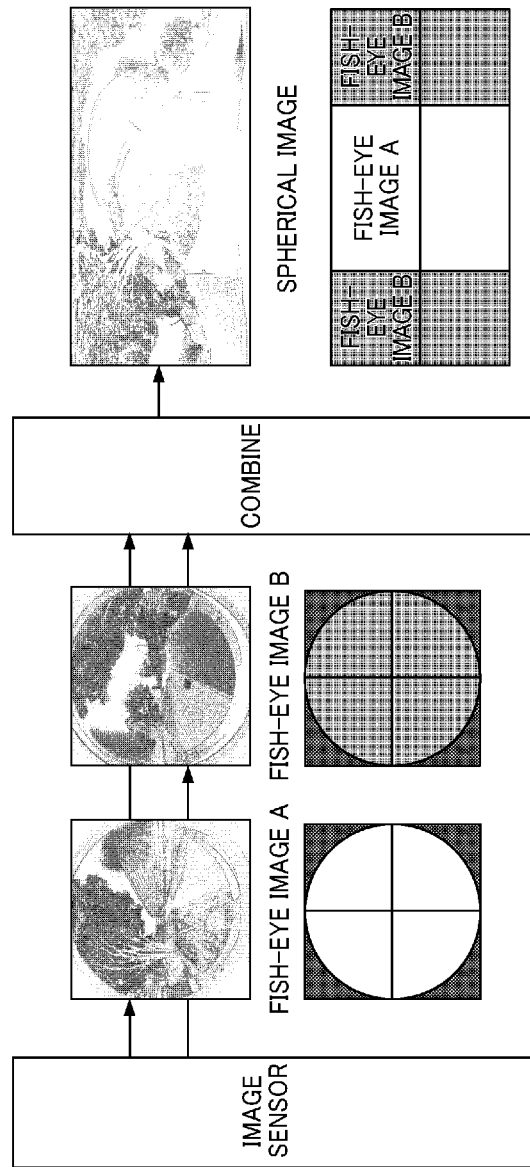 IMAGE
SENSOR
FISH-EYE IMAGE A
FISH-EYE IMAGE B
COMBINE
SPHERICAL IMAGE
FISH-
EYE
IMAGE B
FISH-EYE
IMAGE A
FISH-
EYE
IMAGE B